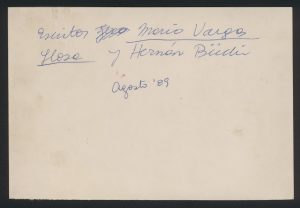 escritor Mario Vargas
Llosa y Hernán Büchi
Agosto '89